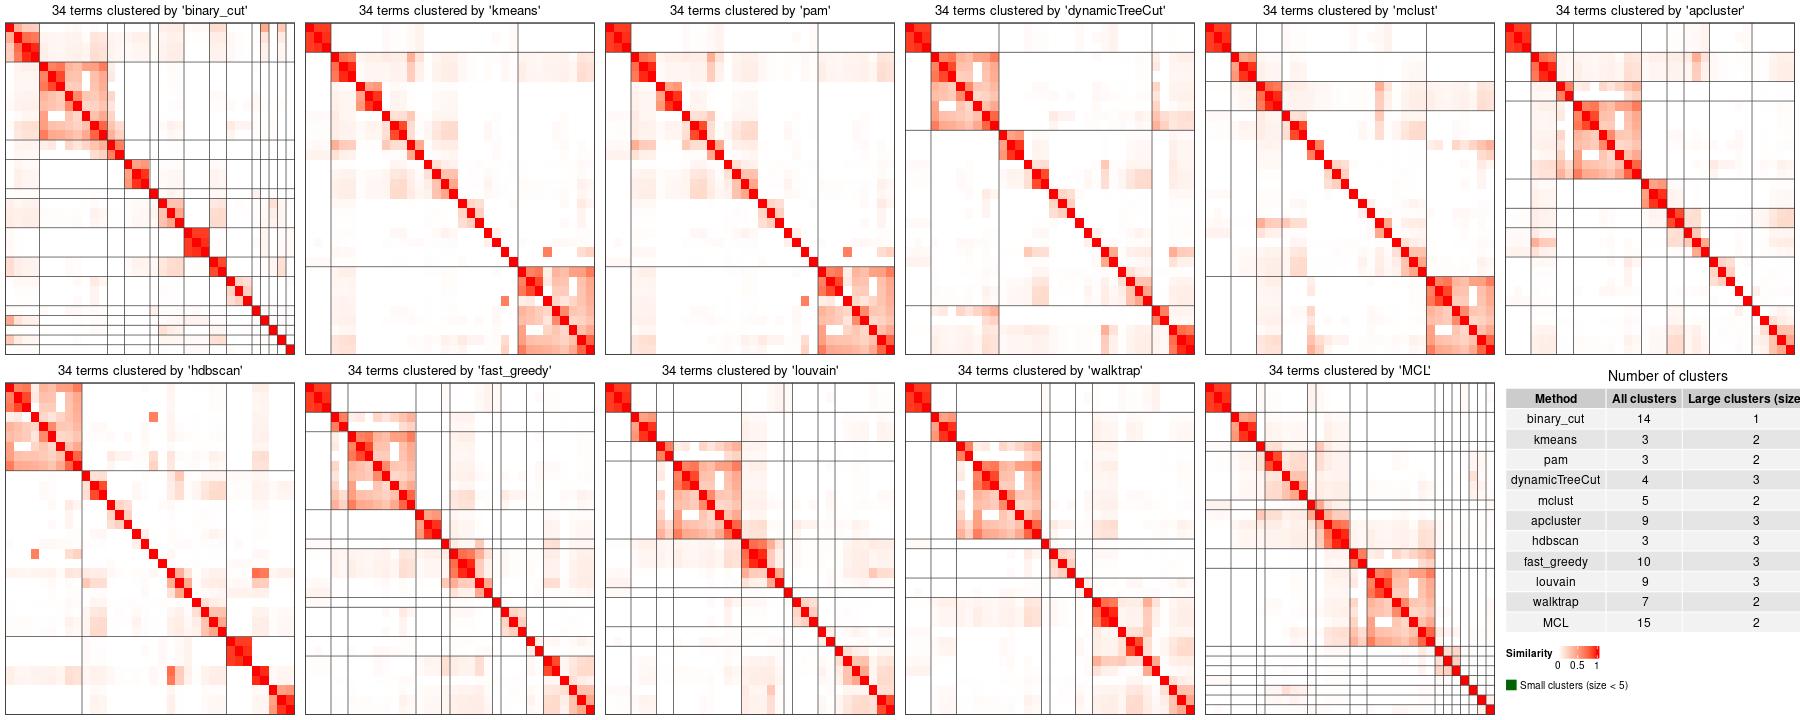 34 terms clustered by 'binary_cut'
34 terms clustered by 'kmeans'
34 terms clustered by 'pam'
34 terms clustered by 'dynamicTreeCut'
34 terms clustered by 'mclust'
34 terms clustered by 'apcluster'
34 terms clustered by 'hdbscan'
34 terms clustered by 'fast_greedy'
34 terms clustered by 'louvain'
34 terms clustered by 'walktrap'
34 terms clustered by 'MCL'
Number of clusters
Method All clusters Large clusters (size
binary_cut 14 1
kmeans 3 2
pam 3 2
dynamicTreeCut 4 3
mclust 5 2
apcluster 9 3
hdbscan 3 3
fast_greedy 10 3
louvain 9 3
walktrap 7 2
MCL 15 2
Similarity
0 0.5 1
Small clusters (size < 5)